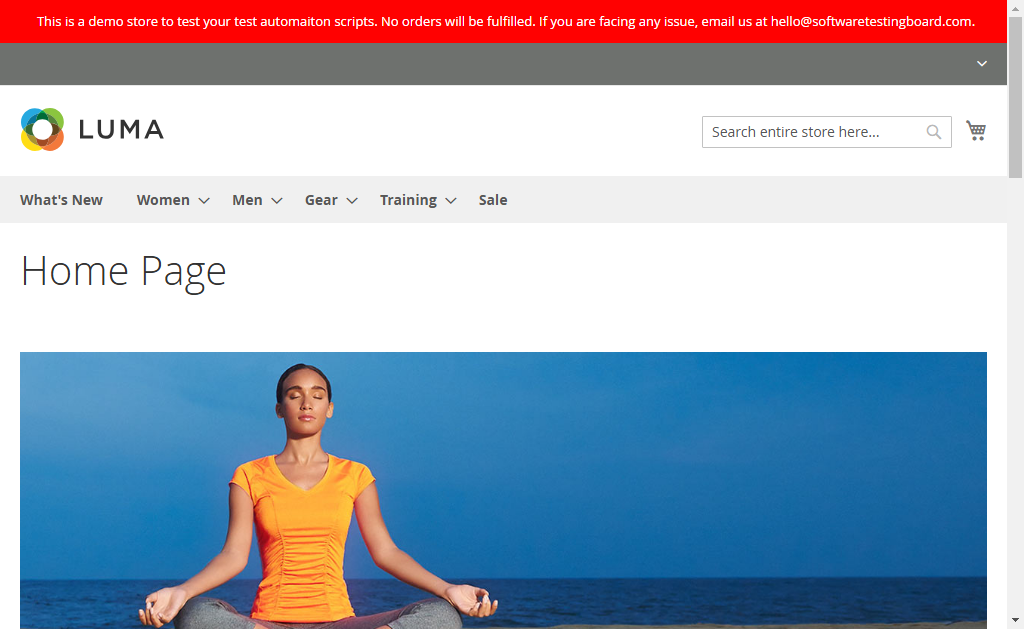 This is a demo store to test your test automaiton scripts. No orders will be fulfilled. If you are facing any issue, email us at hello@softwaretestingboard.com.
LUMA
Search entire store here...
What's New Women Men Gear Training Sale
Home Page